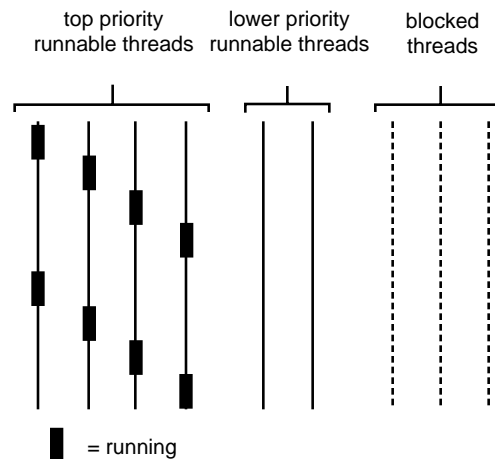 top priority
runnable threads
lower priority
runnable threads
blocked
threads
= running